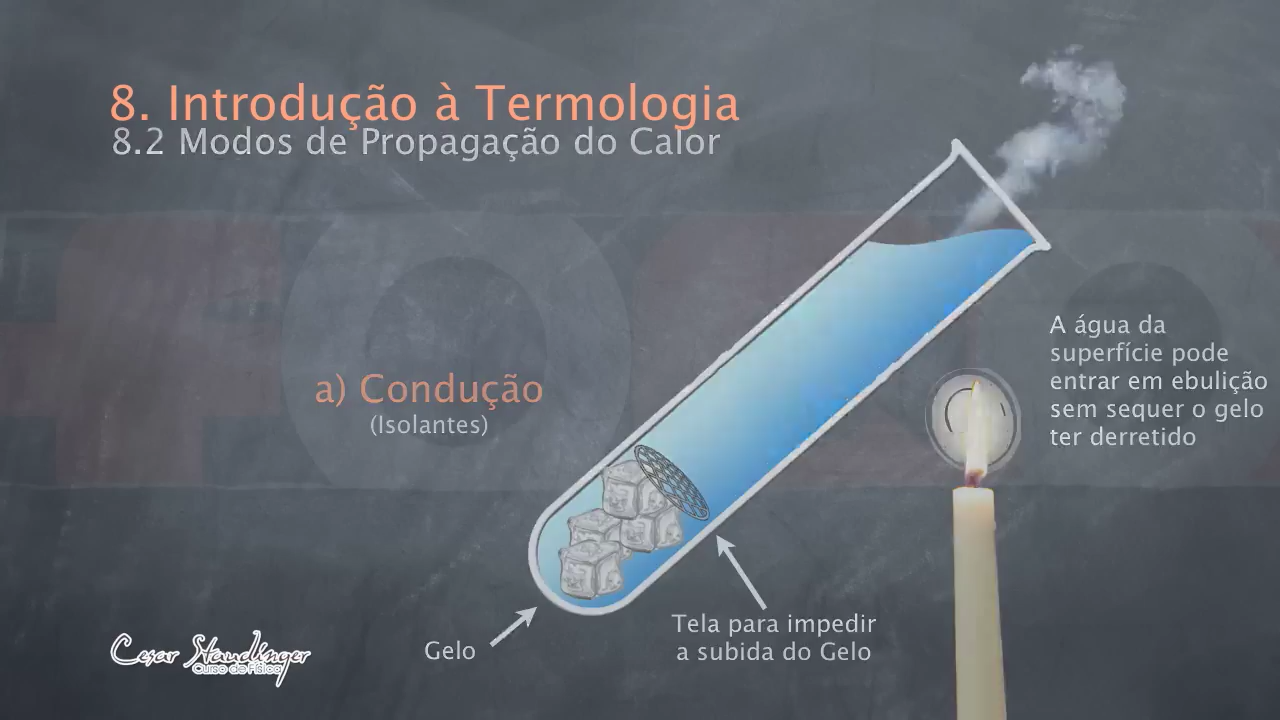 8. Introdução à Termologia
8.2 Modos de Propagação do Calor
a) Condução
(Isolantes)
A água da
superfície pode
entrar em ebulição
sem sequer o gelo
ter derretido
Tela para impedir
a subida do Gelo
Gelo
Cesar Staudinger
Curso de Física